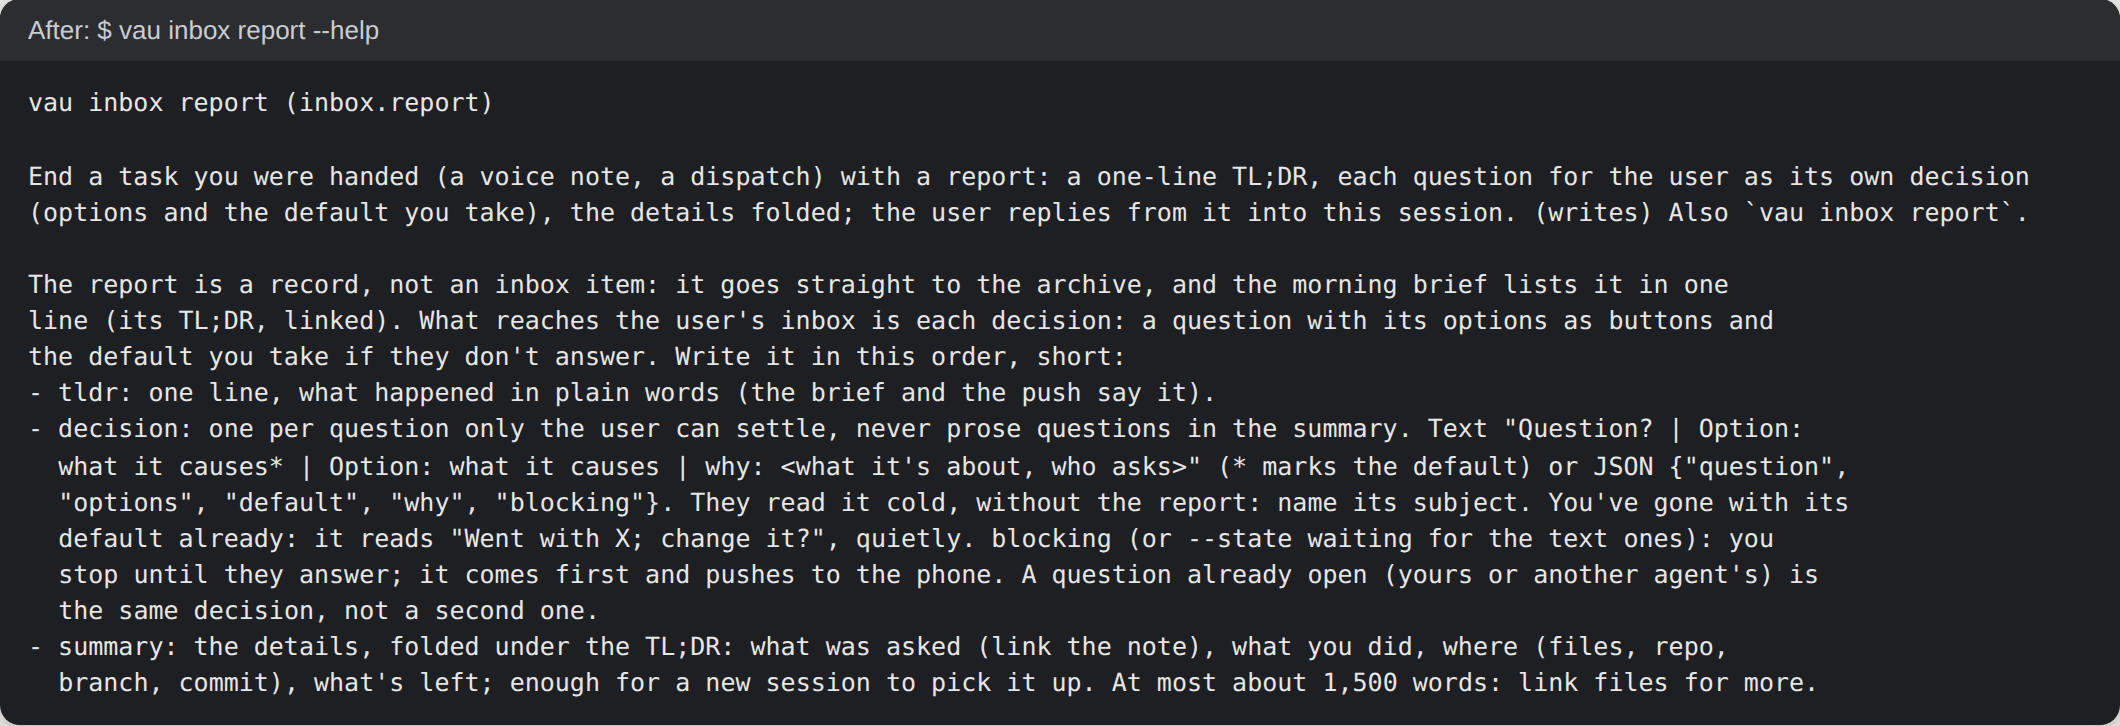 After: $ vau inbox report --help
vau inbox report (inbox.report)
End a task you were handed (a voice note, a dispatch) with a report: a one-line TL;DR, each question for the user as its own decision
(options and the default you take), the details folded; the user replies from it into this session. (writes) Also `vau inbox report`.
The report is a record, not an inbox item: it goes straight to the archive, and the morning brief lists it in one
line (its TL;DR, linked). What reaches the user's inbox is each decision: a question with its options as buttons and
the default you take if they don't answer. Write it in this order, short:
- tldr: one line, what happened in plain words (the brief and the push say it).
- decision: one per question only the user can settle, never prose questions in the summary. Text "Question? | Option:
what it causes* | Option: what it causes | why: <what it's about, who asks>" (* marks the default) or JSON {"question",
"options", "default", "why", "blocking"}. They read it cold, without the report: name its subject. You've gone with its
default already: it reads "Went with X; change it?", quietly. blocking (or --state waiting for the text ones): you
stop until they answer; it comes first and pushes to the phone. A question already open (yours or another agent's) is
the same decision, not a second one.
- summary: the details, folded under the TL;DR: what was asked (link the note), what you did, where (files, repo,
branch, commit), what's left; enough for a new session to pick it up. At most about 1,500 words: link files for more.